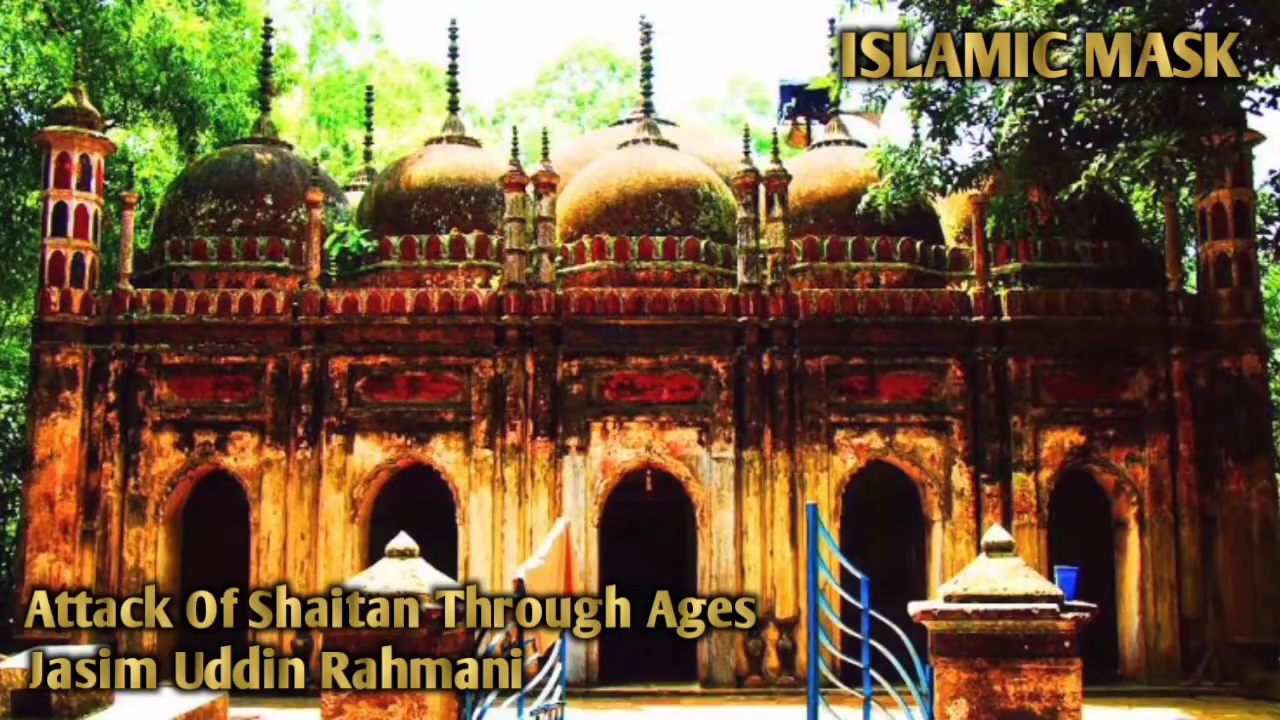 ISLAMIC MASK
Attack Of Shaitan Through Ages
Jasim Uddin Rahmani